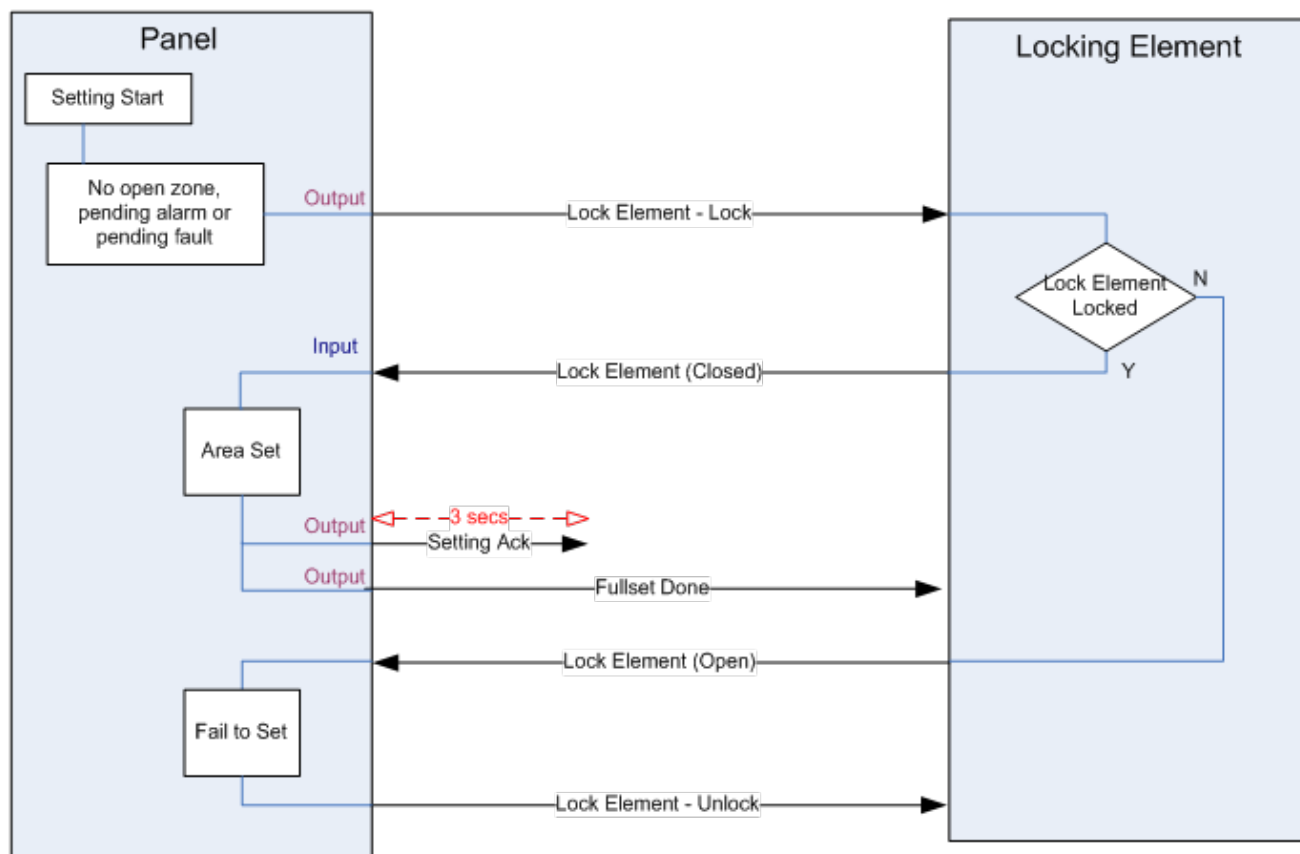 Panel
Locking Element
Setting Start
No open zone,
pending alarm or
pending fault
Output
Lock Element - Lock
Lock Element
Locked
N
Y
Input
Lock Element (Closed)
Area Set
3 secs
Output
Setting Ack
Output
Fullset Done
Lock Element (Open)
Fail to Set
Lock Element - Unlock